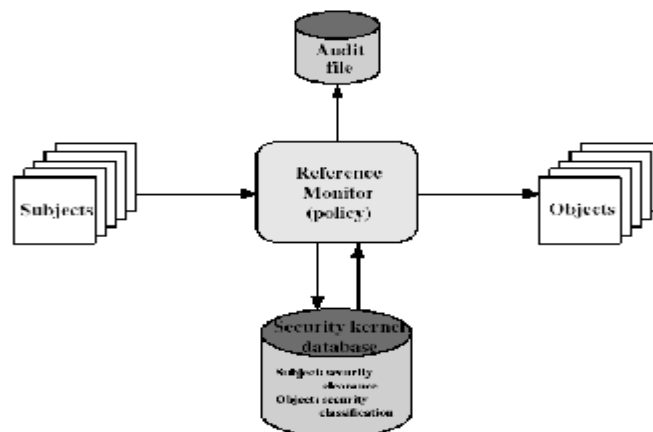 Audit
file
Subjects
Reference
Monitor
(policy)
Objects
Security kernel
database
Subject: security
clearance
Object: security
classification